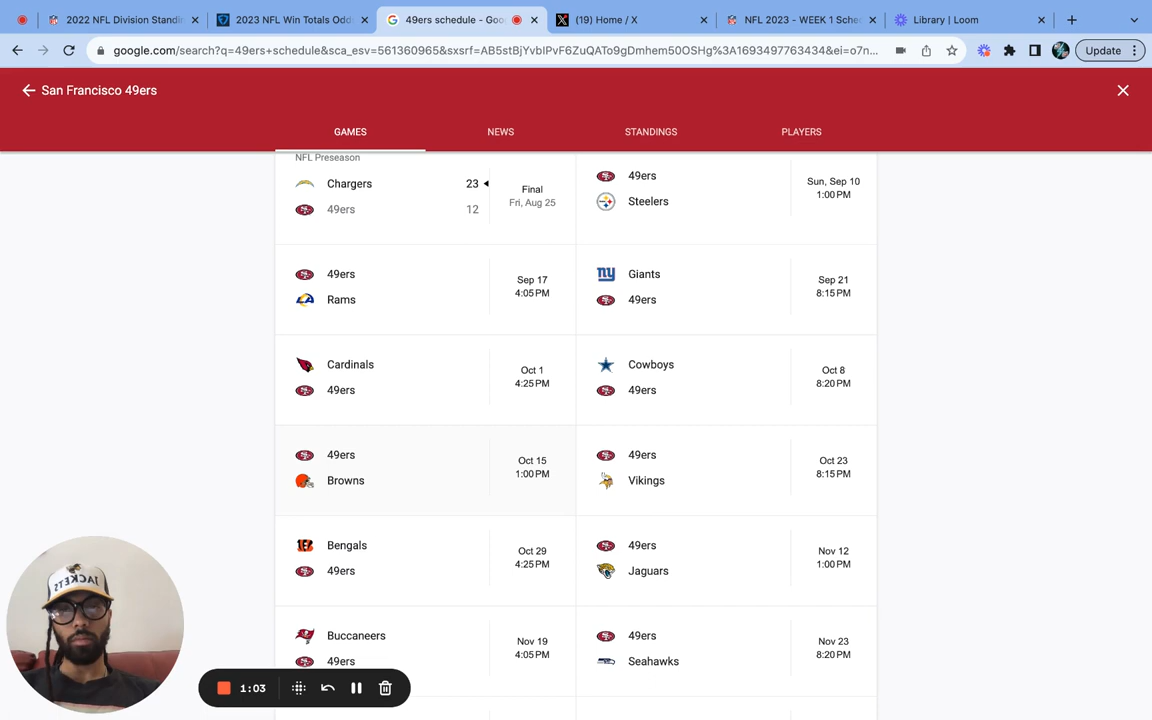 2022 NFL Division Standi
2023 NFL Win Totals Odd
49ers schedule - Goo
(19) Home / X
NFL 2023 - WEEK 1 Sche
Library | Loom
google.com/search?q=49ers+schedule&sca_esv=561360965&sxsrf=AB5stBjYvbIPvF6ZuQATo9gDmhem50OSHg%3A1693497763434&ei=o7n...
Update
San Francisco 49ers
GAMES
NEWS
STANDINGS
PLAYERS
NFL Preseason
Chargers 23
49ers 12
Final
Fri, Aug 25
49ers
Steelers
Sun, Sep 10
1:00 PM
49ers
Rams
Sep 17
4:05 PM
Giants
49ers
Sep 21
8:15 PM
Cardinals
49ers
Oct 1
4:25 PM
Cowboys
49ers
Oct 8
8:20 PM
49ers
Browns
Oct 15
1:00 PM
49ers
Vikings
Oct 23
8:15 PM
Bengals
49ers
Oct 29
4:25 PM
49ers
Jaguars
Nov 12
1:00 PM
Buccaneers
49ers
Nov 19
4:05 PM
49ers
Seahawks
Nov 23
8:20 PM
JACKETS
1:03